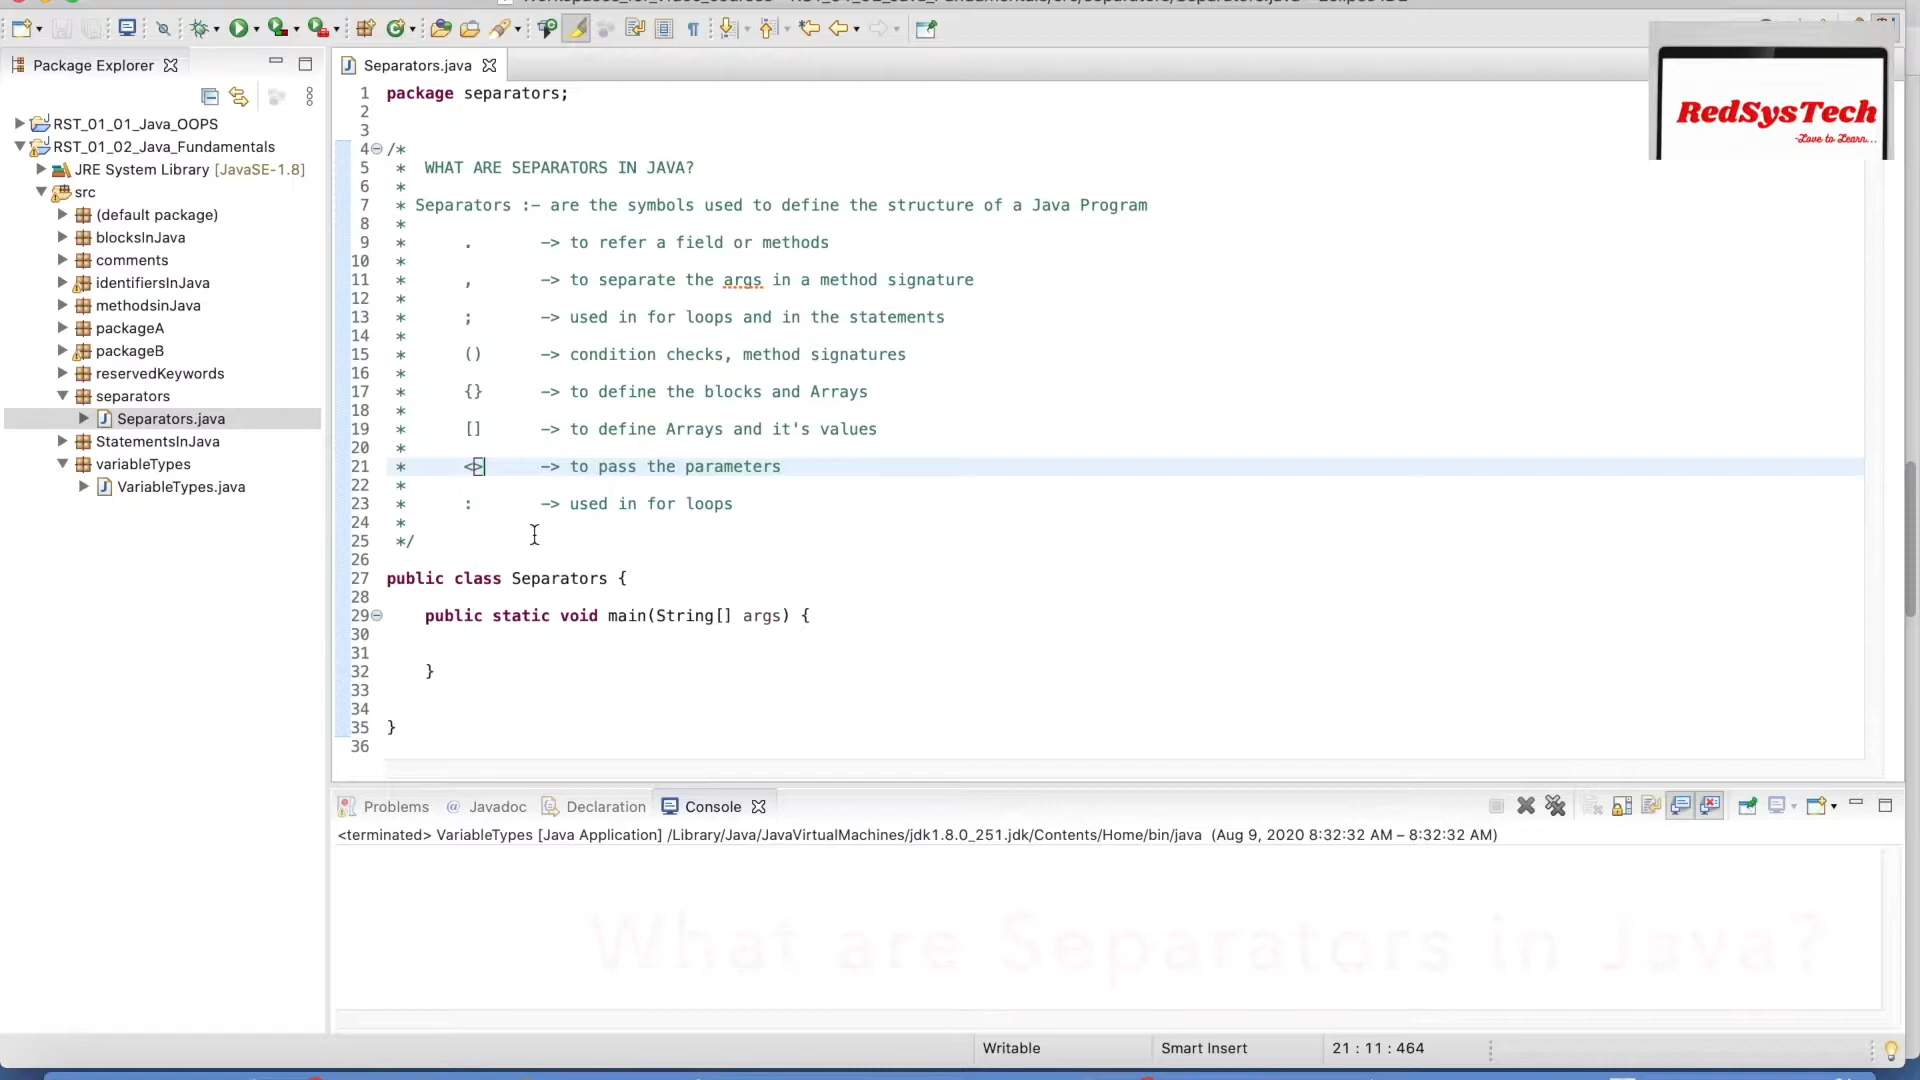 Package Explorer
RST_01_01_Java_OOPS
RST_01_02_Java_Fundamentals
JRE System Library [JavaSE-1.8]
src
(default package)
blocksInJava
comments
identifiersInJava
methodsinJava
packageA
packageB
reservedKeywords
separators
Separators.java
StatementsInJava
variableTypes
VariableTypes.java
Separators.java
RedSysTech
-Love to Learn...
1 package separators;
2
3
4 /*
5 * WHAT ARE SEPARATORS IN JAVA?
6 *
7 * Separators :- are the symbols used to define the structure of a Java Program
8 *
9 * . -> to refer a field or methods
10 *
11 * , -> to separate the args in a method signature
12 *
13 * ; -> used in for loops and in the statements
14 *
15 * () -> condition checks, method signatures
16 *
17 * {} -> to define the blocks and Arrays
18 *
19 * [] -> to define Arrays and it's values
20 *
21 * <> -> to pass the parameters
22 *
23 * : -> used in for loops
24 *
25 */
26
27 public class Separators {
28
29 public static void main(String[] args) {
30
31
32 }
33
34
35 }
36
Problems @ Javadoc Declaration Console
<terminated> VariableTypes [Java Application] /Library/Java/JavaVirtualMachines/jdk1.8.0_251.jdk/Contents/Home/bin/java (Aug 9, 2020 8:32:32 AM – 8:32:32 AM)
What are Separators in Java?
Writable Smart Insert 21 : 11 : 464